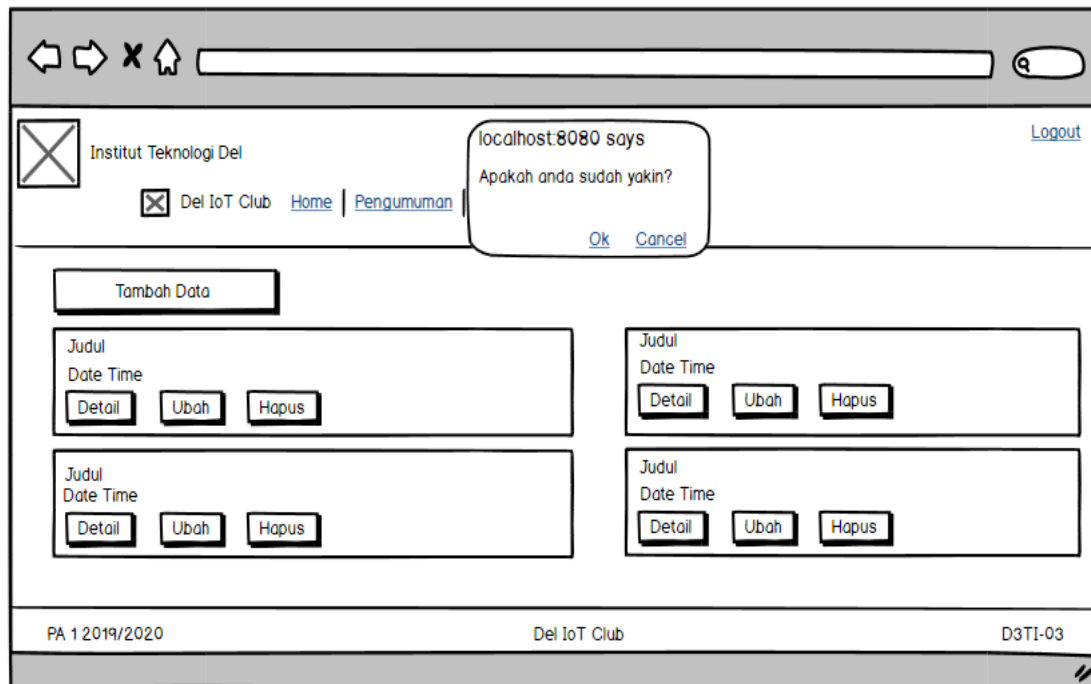 Logout
Institut Teknologi Del
localhost:8080 says
Apakah anda sudah yakin?
Ok Cancel
Del IoT Club Home | Pengumuman |
Tambah Data
Judul
Date Time
Detail Ubah Hapus
Judul
Date Time
Detail Ubah Hapus
Judul
Date Time
Detail Ubah Hapus
Judul
Date Time
Detail Ubah Hapus
PA 1 2019/2020 Del IoT Club D3TI-03